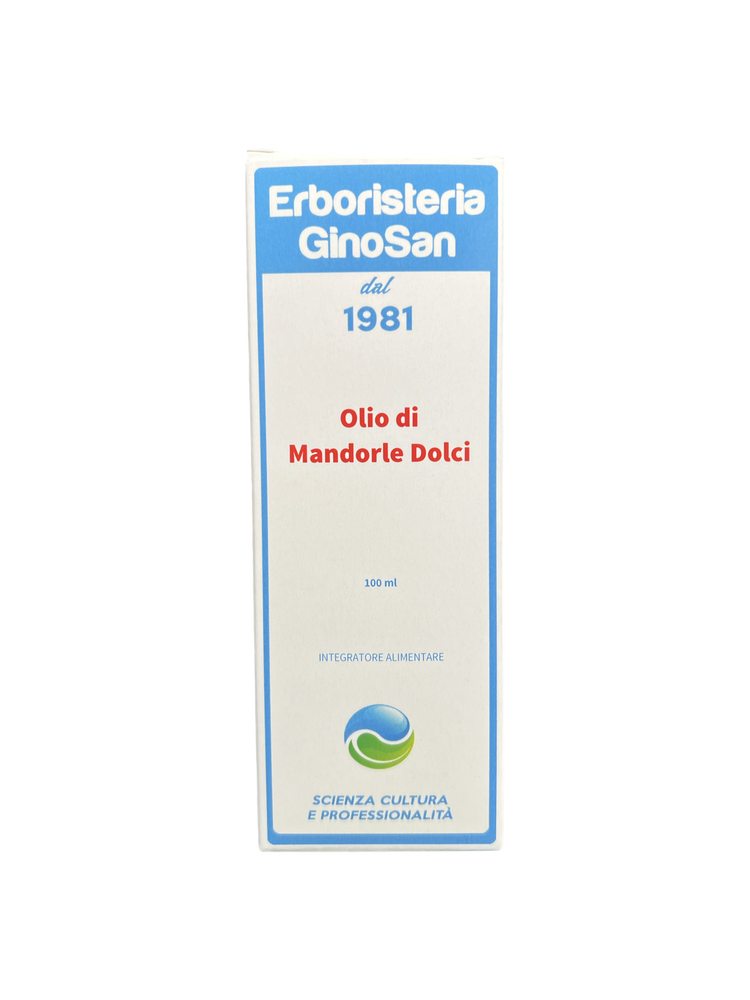 Erboristeria
GinoSan
dal
1981
Olio di
Mandorle Dolci
100 ml
INTEGRATORE ALIMENTARE
SCIENZA CULTURA
E PROFESSIONALITÀ